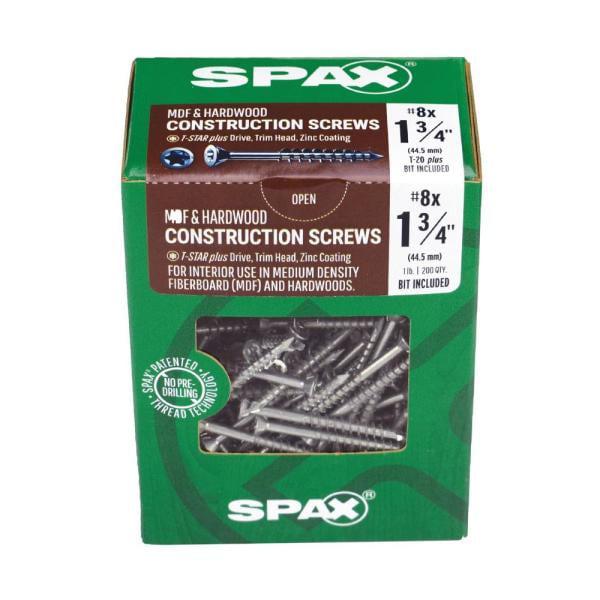 SPAX®
MDF & HARDWOOD
CONSTRUCTION SCREWS
T-STAR plus Drive, Trim Head, Zinc Coating
#8x
1 3/4"
(44.5 mm)
T-20 plus
BIT INCLUDED
OPEN
MDF & HARDWOOD
CONSTRUCTION SCREWS
T-STAR plus Drive, Trim Head, Zinc Coating
FOR INTERIOR USE IN MEDIUM DENSITY
FIBERBOARD (MDF) AND HARDWOODS.
#8x
1 3/4"
(44.5 mm)
1 lb. | 200 QTY.
BIT INCLUDED
SPAX® PATENTED • THREAD TECHNOLOGY •
NO PRE-
DRILLING
SPAX®